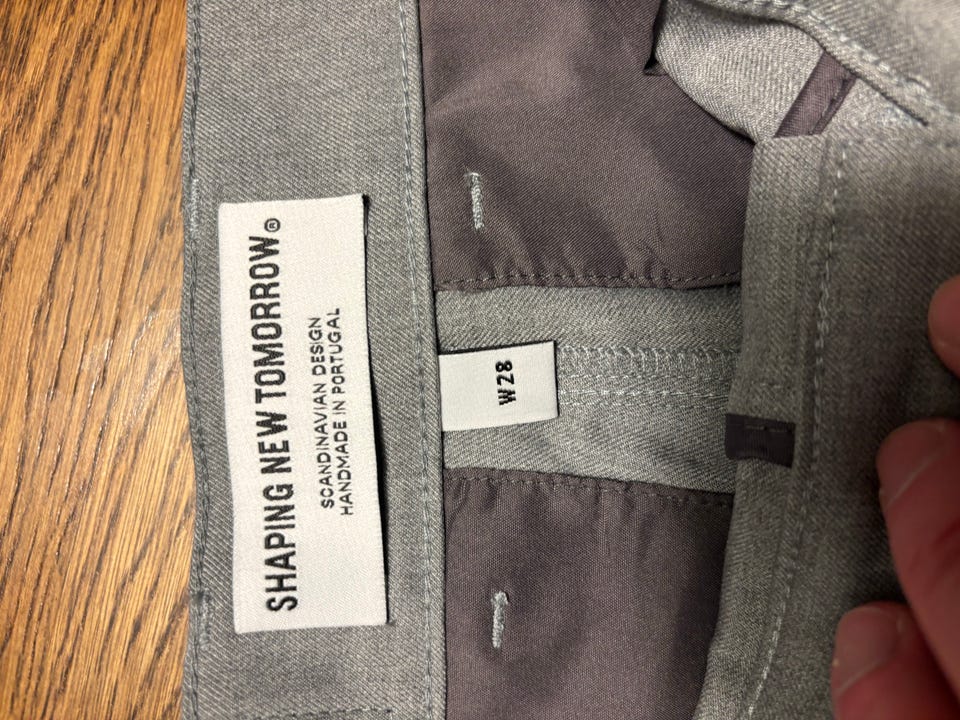 SHAPING NEW TOMORROW®
SCANDINAVIAN DESIGN
HANDMADE IN PORTUGAL
W28